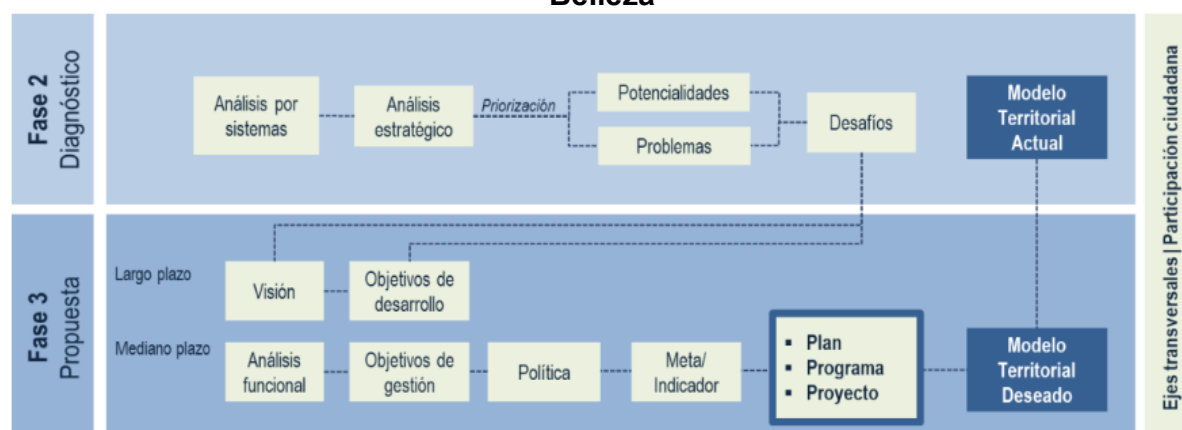 Belleza
Fase 2
Diagnóstico
Análisis por
sistemas
Análisis
estratégico
Priorización
Potencialidades
Problemas
Desafíos
Modelo
Territorial
Actual
Fase 3
Propuesta
Largo plazo
Visión
Objetivos de
desarrollo
Mediano plazo
Análisis
funcional
Objetivos de
gestión
Política
Meta/
Indicador
▪ Plan
▪ Programa
▪ Proyecto
Modelo
Territorial
Deseado
Ejes transversales | Participación ciudadana